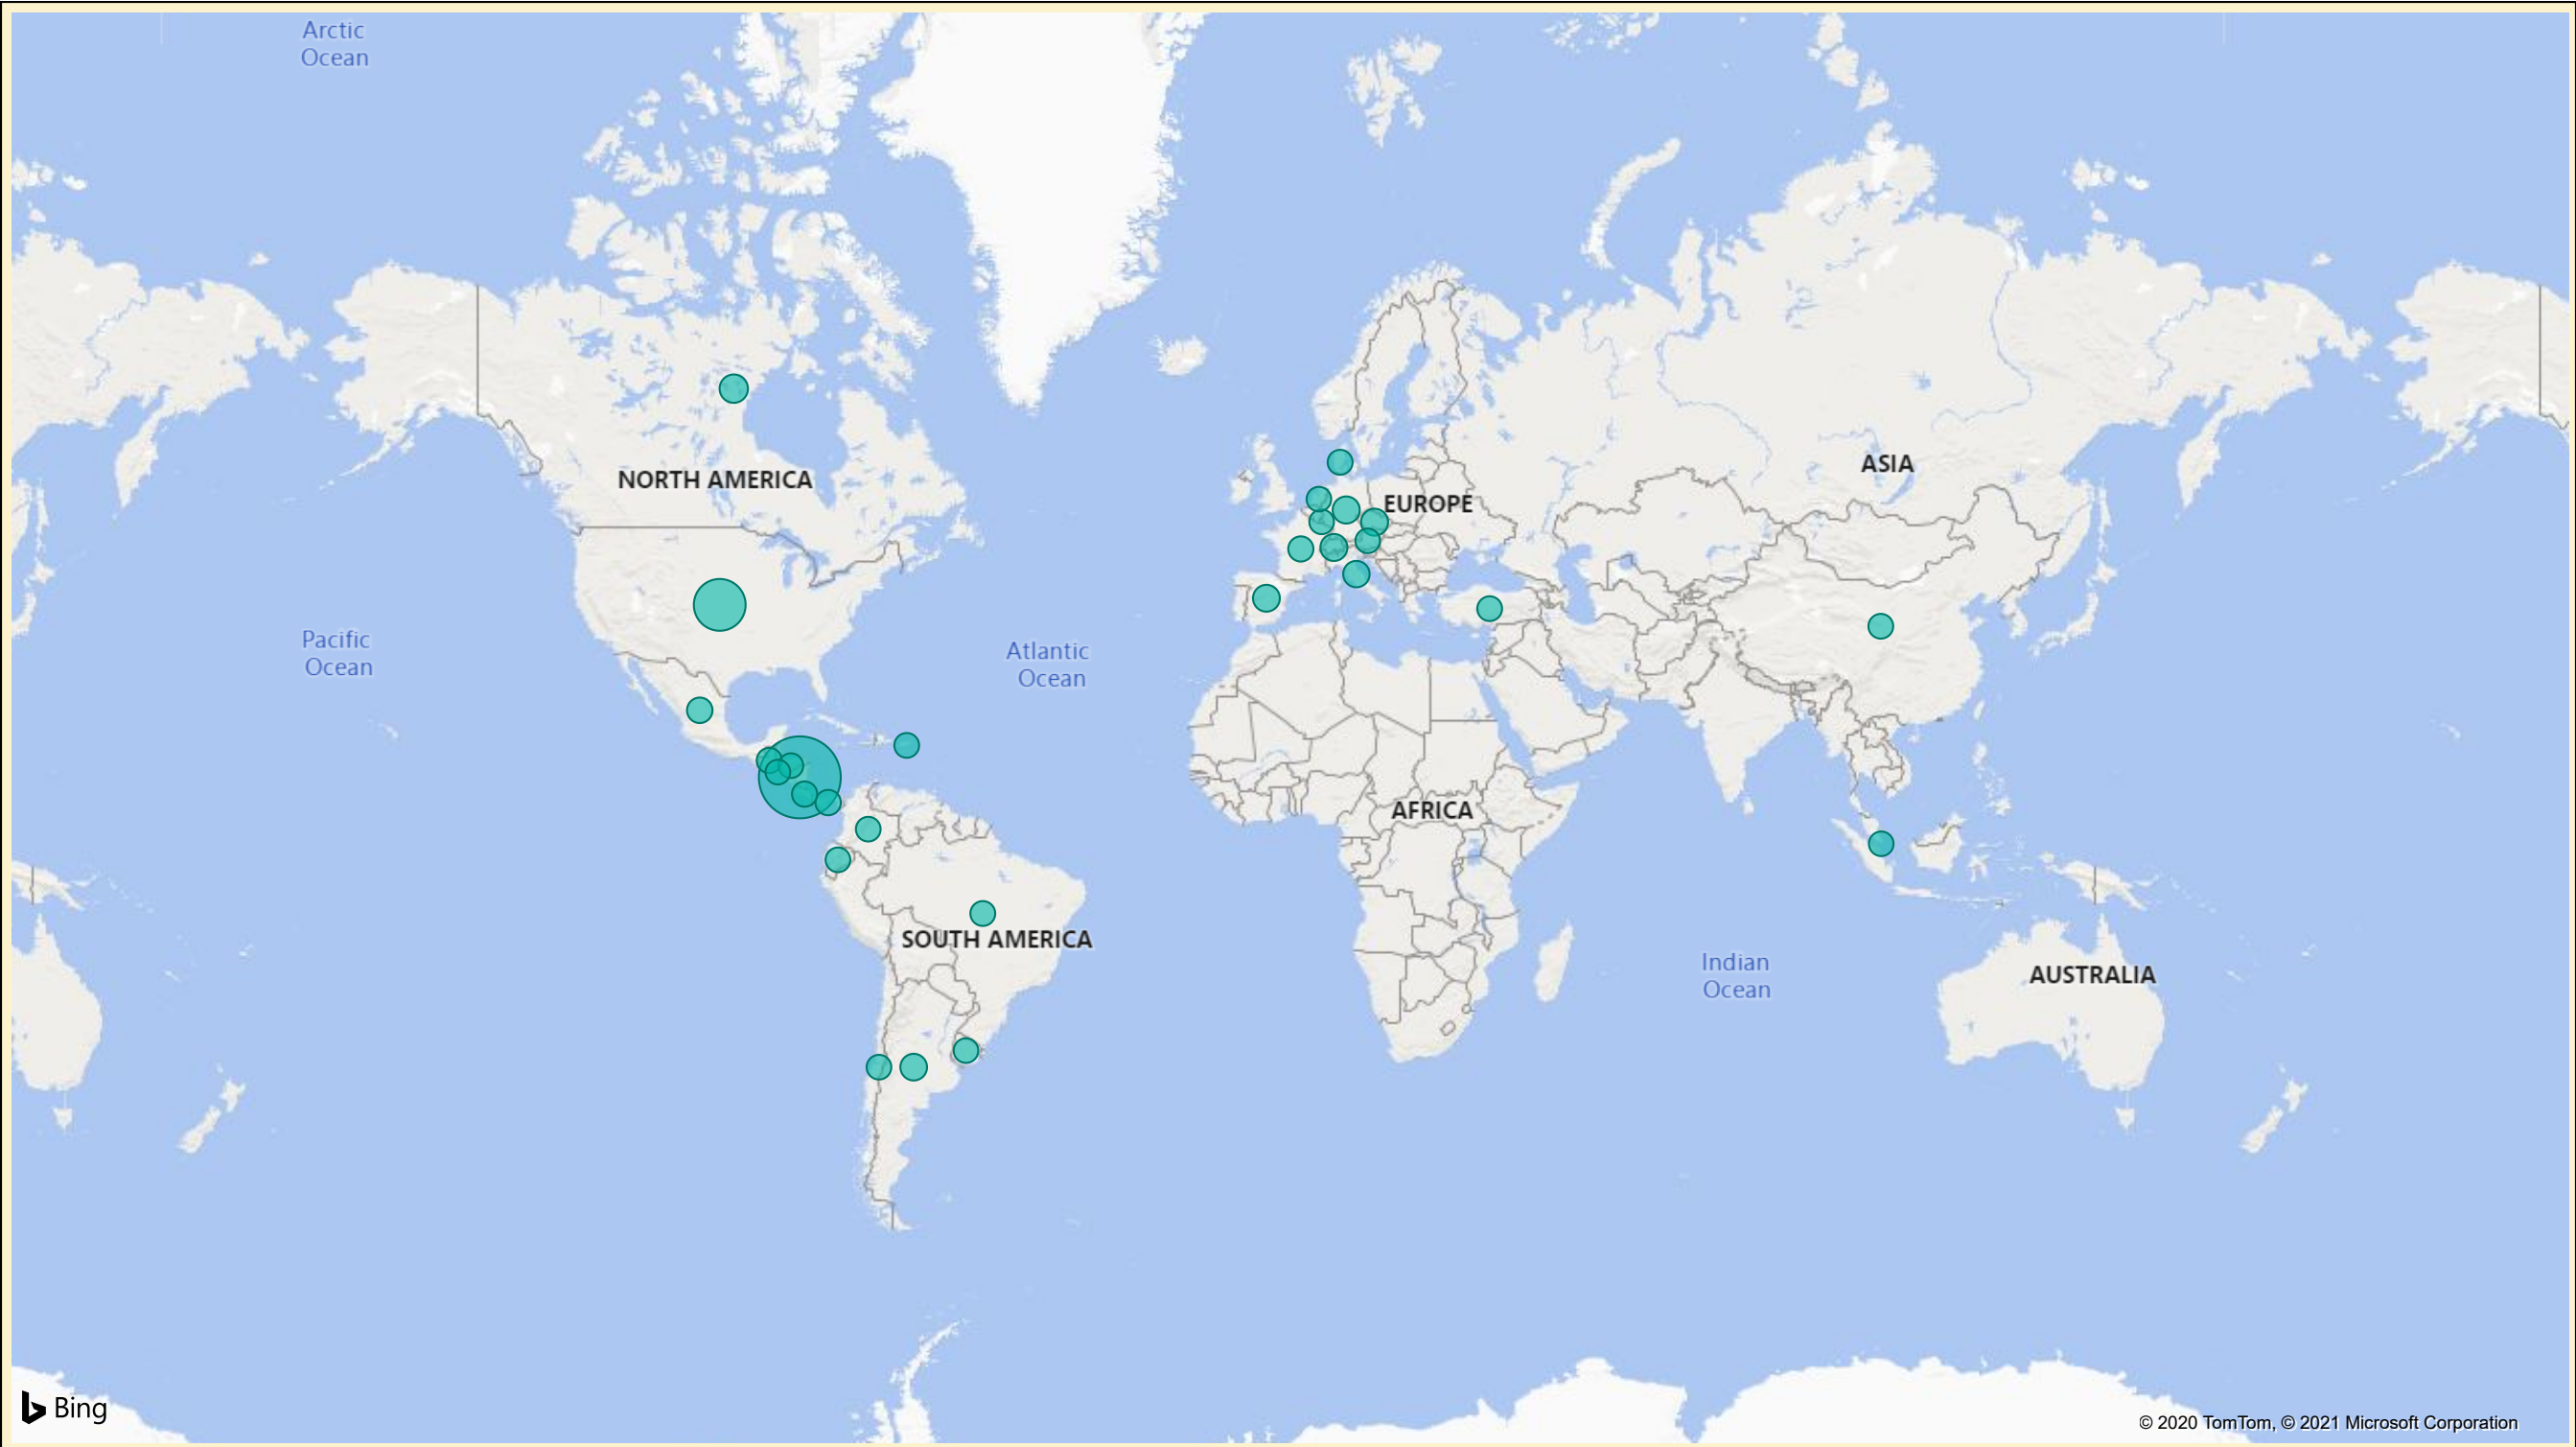 Arctic
Ocean
NORTH AMERICA
ASIA
EUROPE
Pacific
Ocean
Atlantic
Ocean
AFRICA
SOUTH AMERICA
Indian
Ocean
AUSTRALIA
Bing
© 2020 TomTom, © 2021 Microsoft Corporation